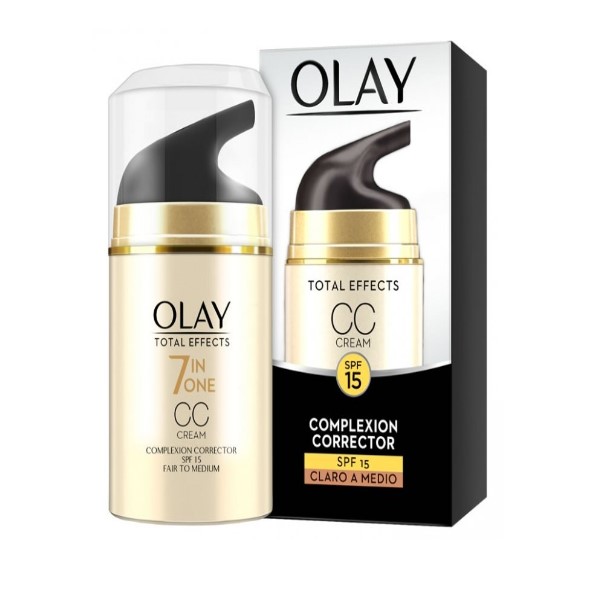 OLAY
TOTAL EFFECTS
7 IN
ONE
CC
CREAM
COMPLEXION CORRECTOR
SPF 15
FAIR TO MEDIUM
OLAY
TOTAL EFFECTS
CC
CREAM
SPF
15
COMPLEXION
CORRECTOR
SPF 15
CLARO A MEDIO